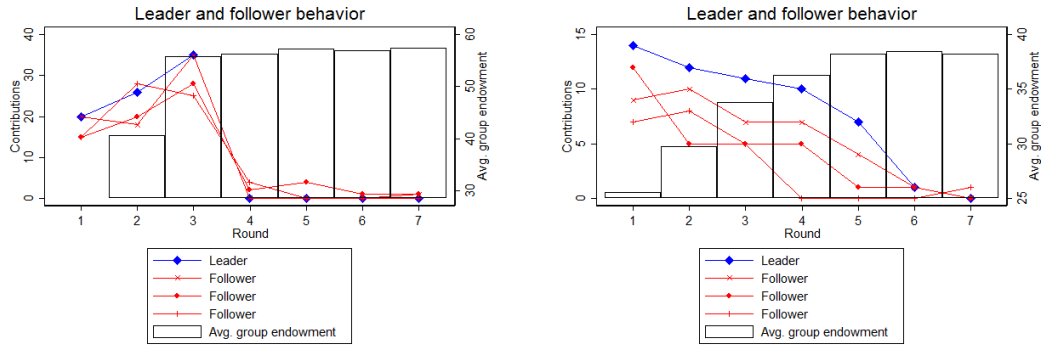 Leader and follower behavior
40
30
20
10
0
Contributions
60
50
40
30
Avg. group endowment
1 2 3 4 5 6 7
Round
Leader
Follower
Follower
Follower
Avg. group endowment
Leader and follower behavior
15
10
5
0
Contributions
40
35
30
25
Avg. group endowment
1 2 3 4 5 6 7
Round
Leader
Follower
Follower
Follower
Avg. group endowment